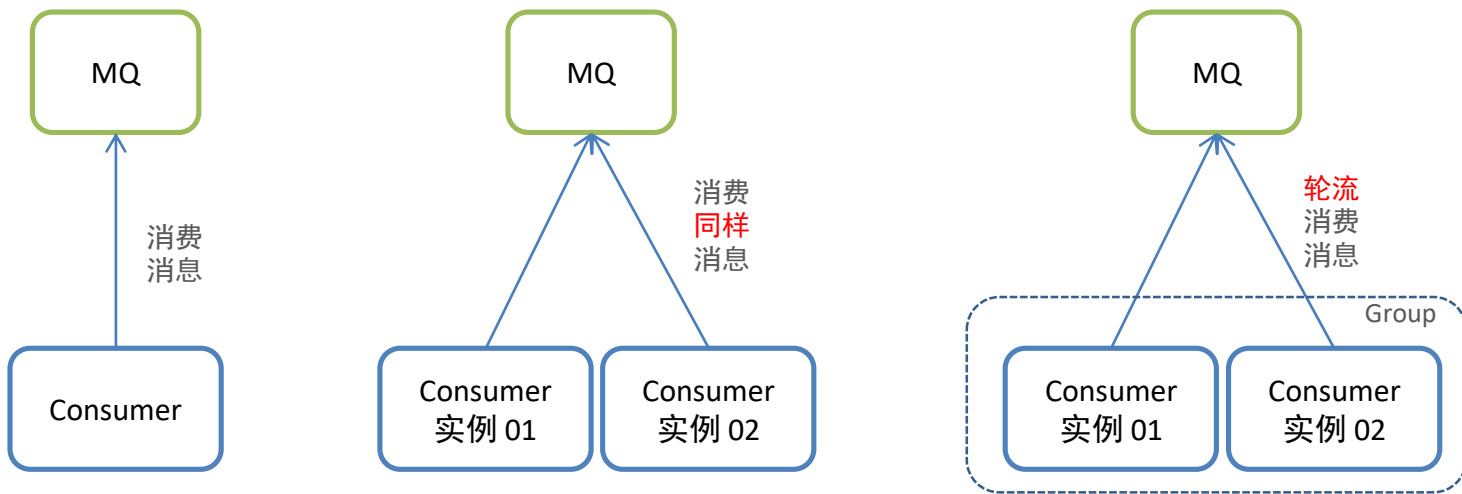 MQ
消费
消息
Consumer
MQ
消费
同样
消息
Consumer
实例 01
Consumer
实例 02
MQ
轮流
消费
消息
Group
Consumer
实例 01
Consumer
实例 02